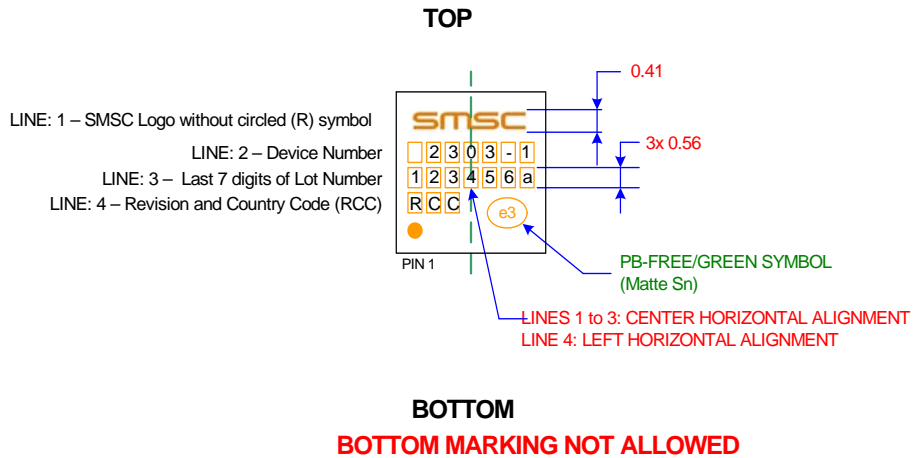 TOP
0.41
LINE: 1 – SMSC Logo without circled (R) symbol
SMSC
3x 0.56
LINE: 2 – Device Number
2303-1
LINE: 3 – Last 7 digits of Lot Number
123456a
LINE: 4 – Revision and Country Code (RCC)
RCC
e3
PIN 1
PB-FREE/GREEN SYMBOL
(Matte Sn)
LINES 1 to 3: CENTER HORIZONTAL ALIGNMENT
LINE 4: LEFT HORIZONTAL ALIGNMENT
BOTTOM
BOTTOM MARKING NOT ALLOWED